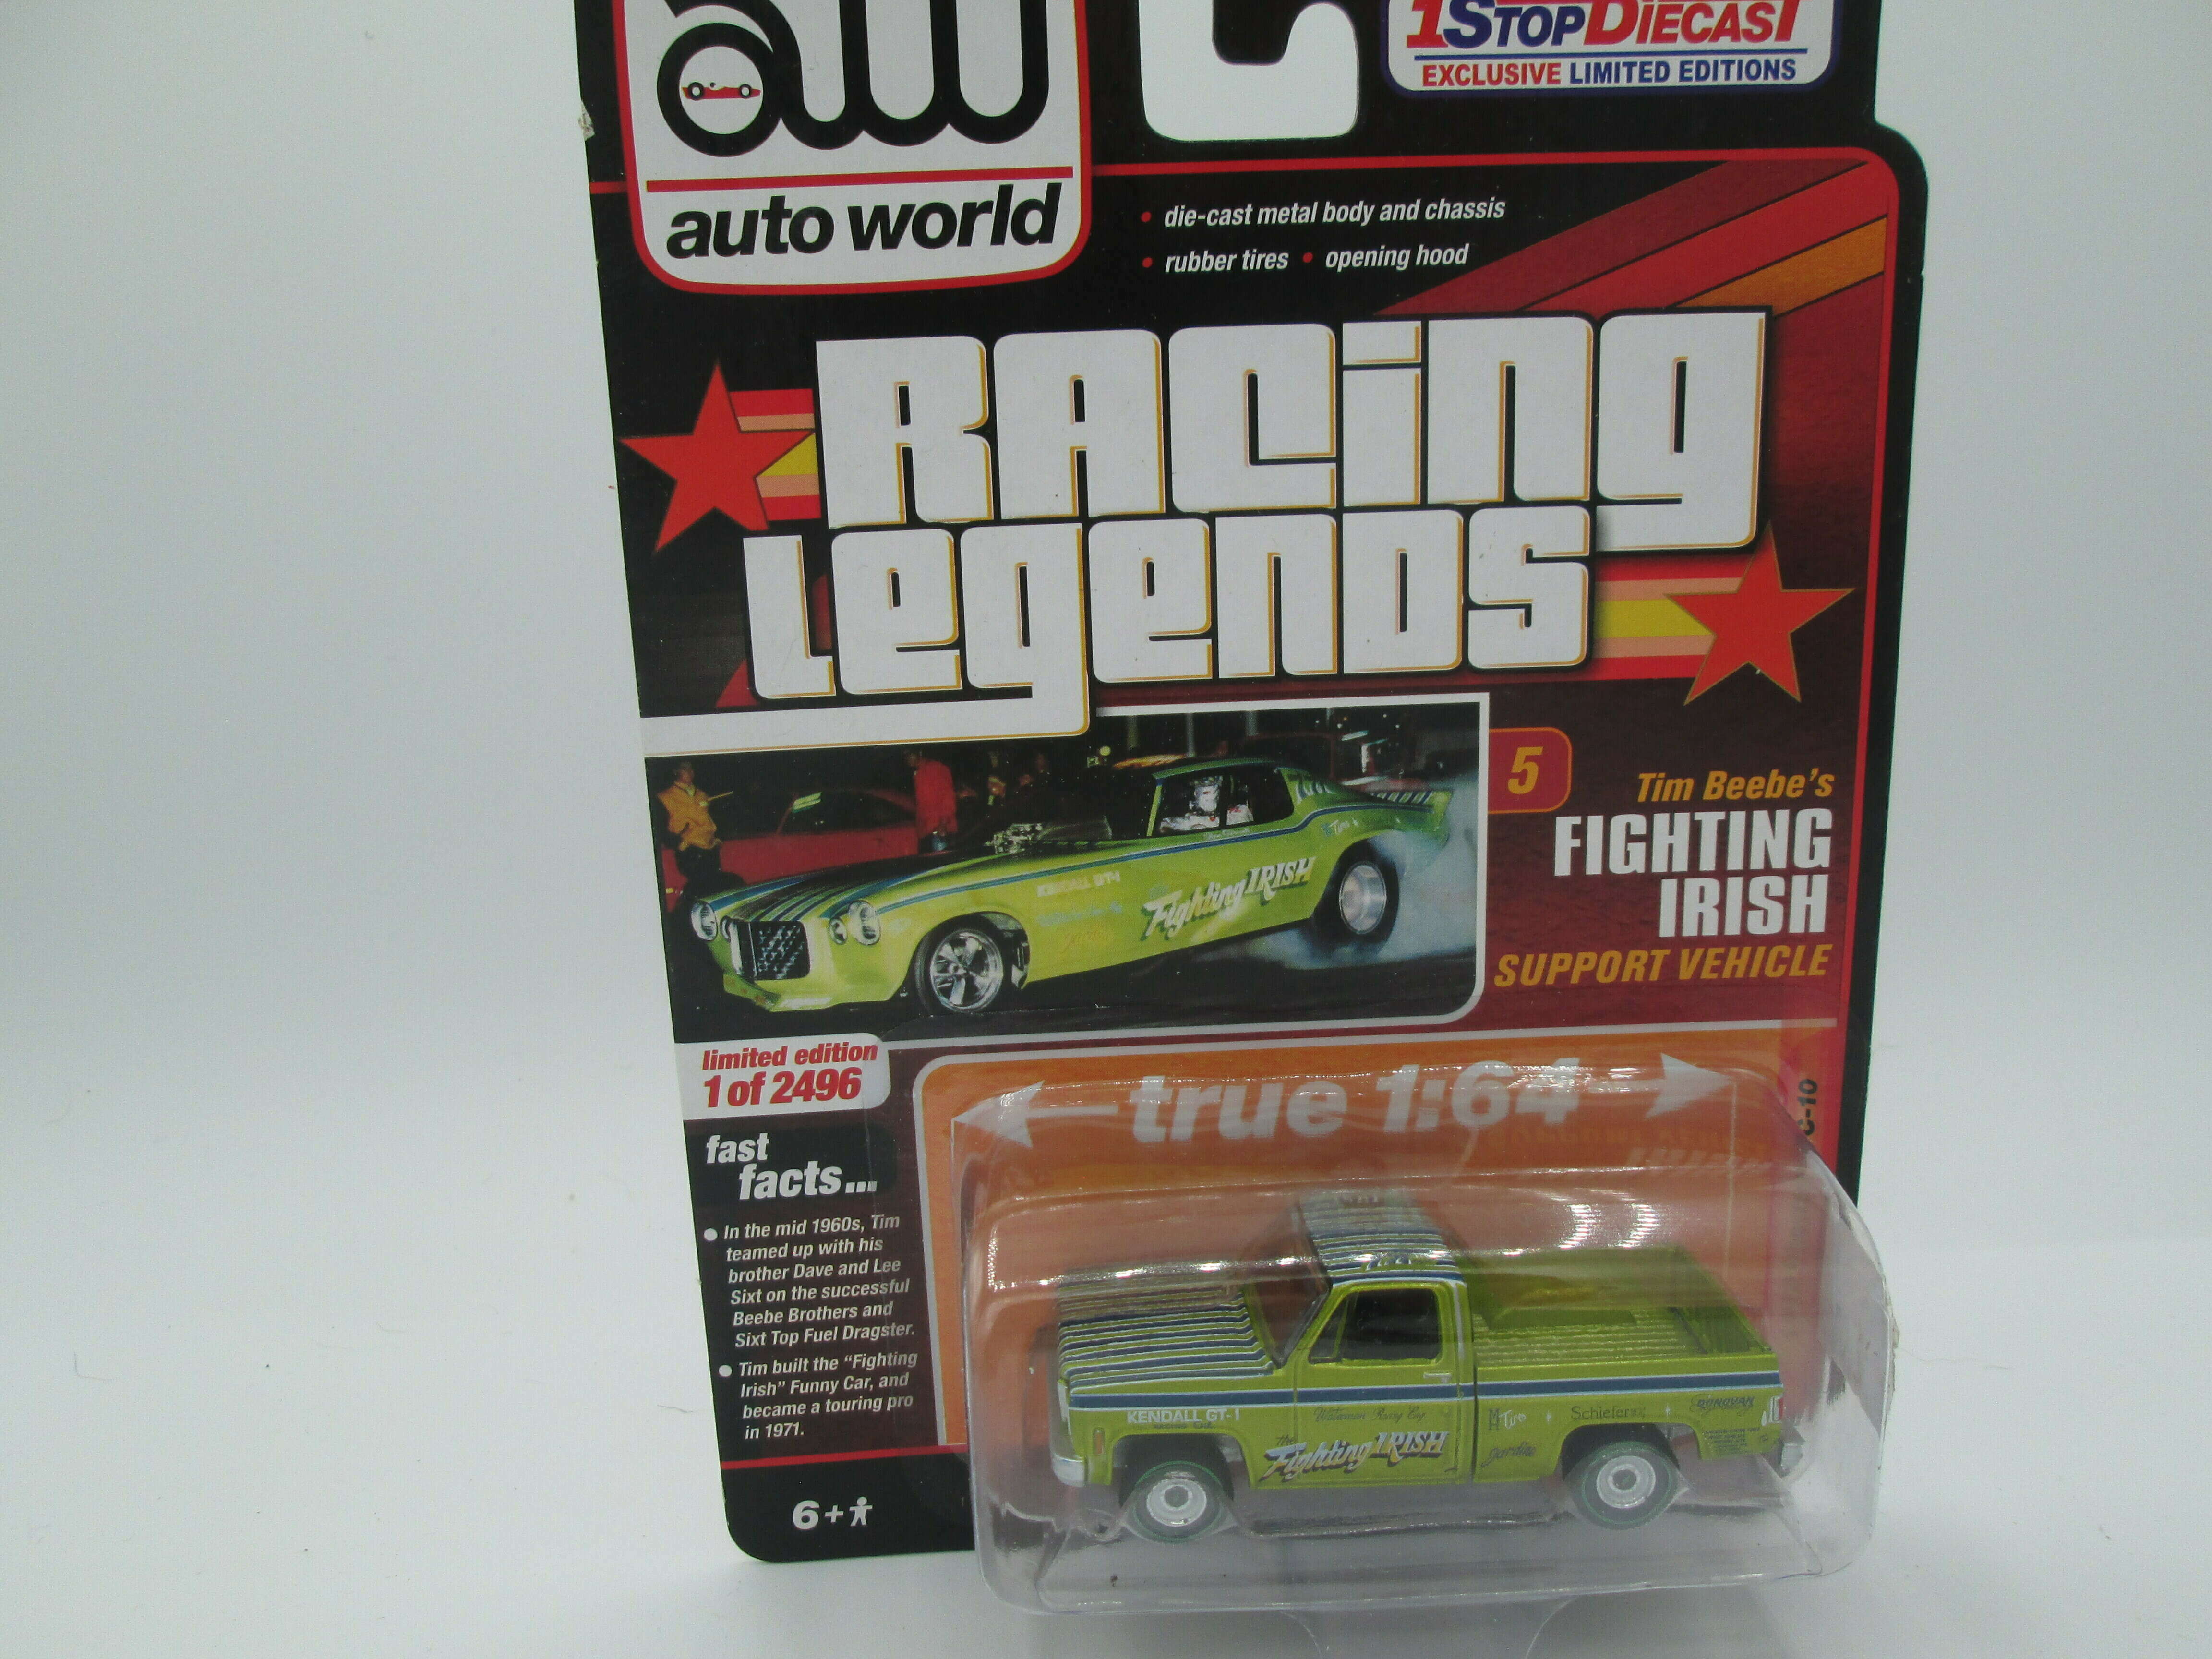 aw
auto world
1STOPDIECAST
EXCLUSIVE LIMITED EDITIONS
• die-cast metal body and chassis
• rubber tires • opening hood
RACing
LegenDS
5
Tim Beebe's
FIGHTING
IRISH
SUPPORT VEHICLE
KENDALL GT-1
Fighting IRISH
limited edition
1 of 2496
true 1:64
fast
facts...
• In the mid 1960s, Tim
teamed up with his
brother Dave and Lee
Sixt on the successful
Beebe Brothers and
Sixt Top Fuel Dragster.
• Tim built the “Fighting
Irish” Funny Car, and
became a touring pro
in 1971.
6+
-10
KENDALL GT-1
The
Fighting IRISH
Schiefer
DONOVAN